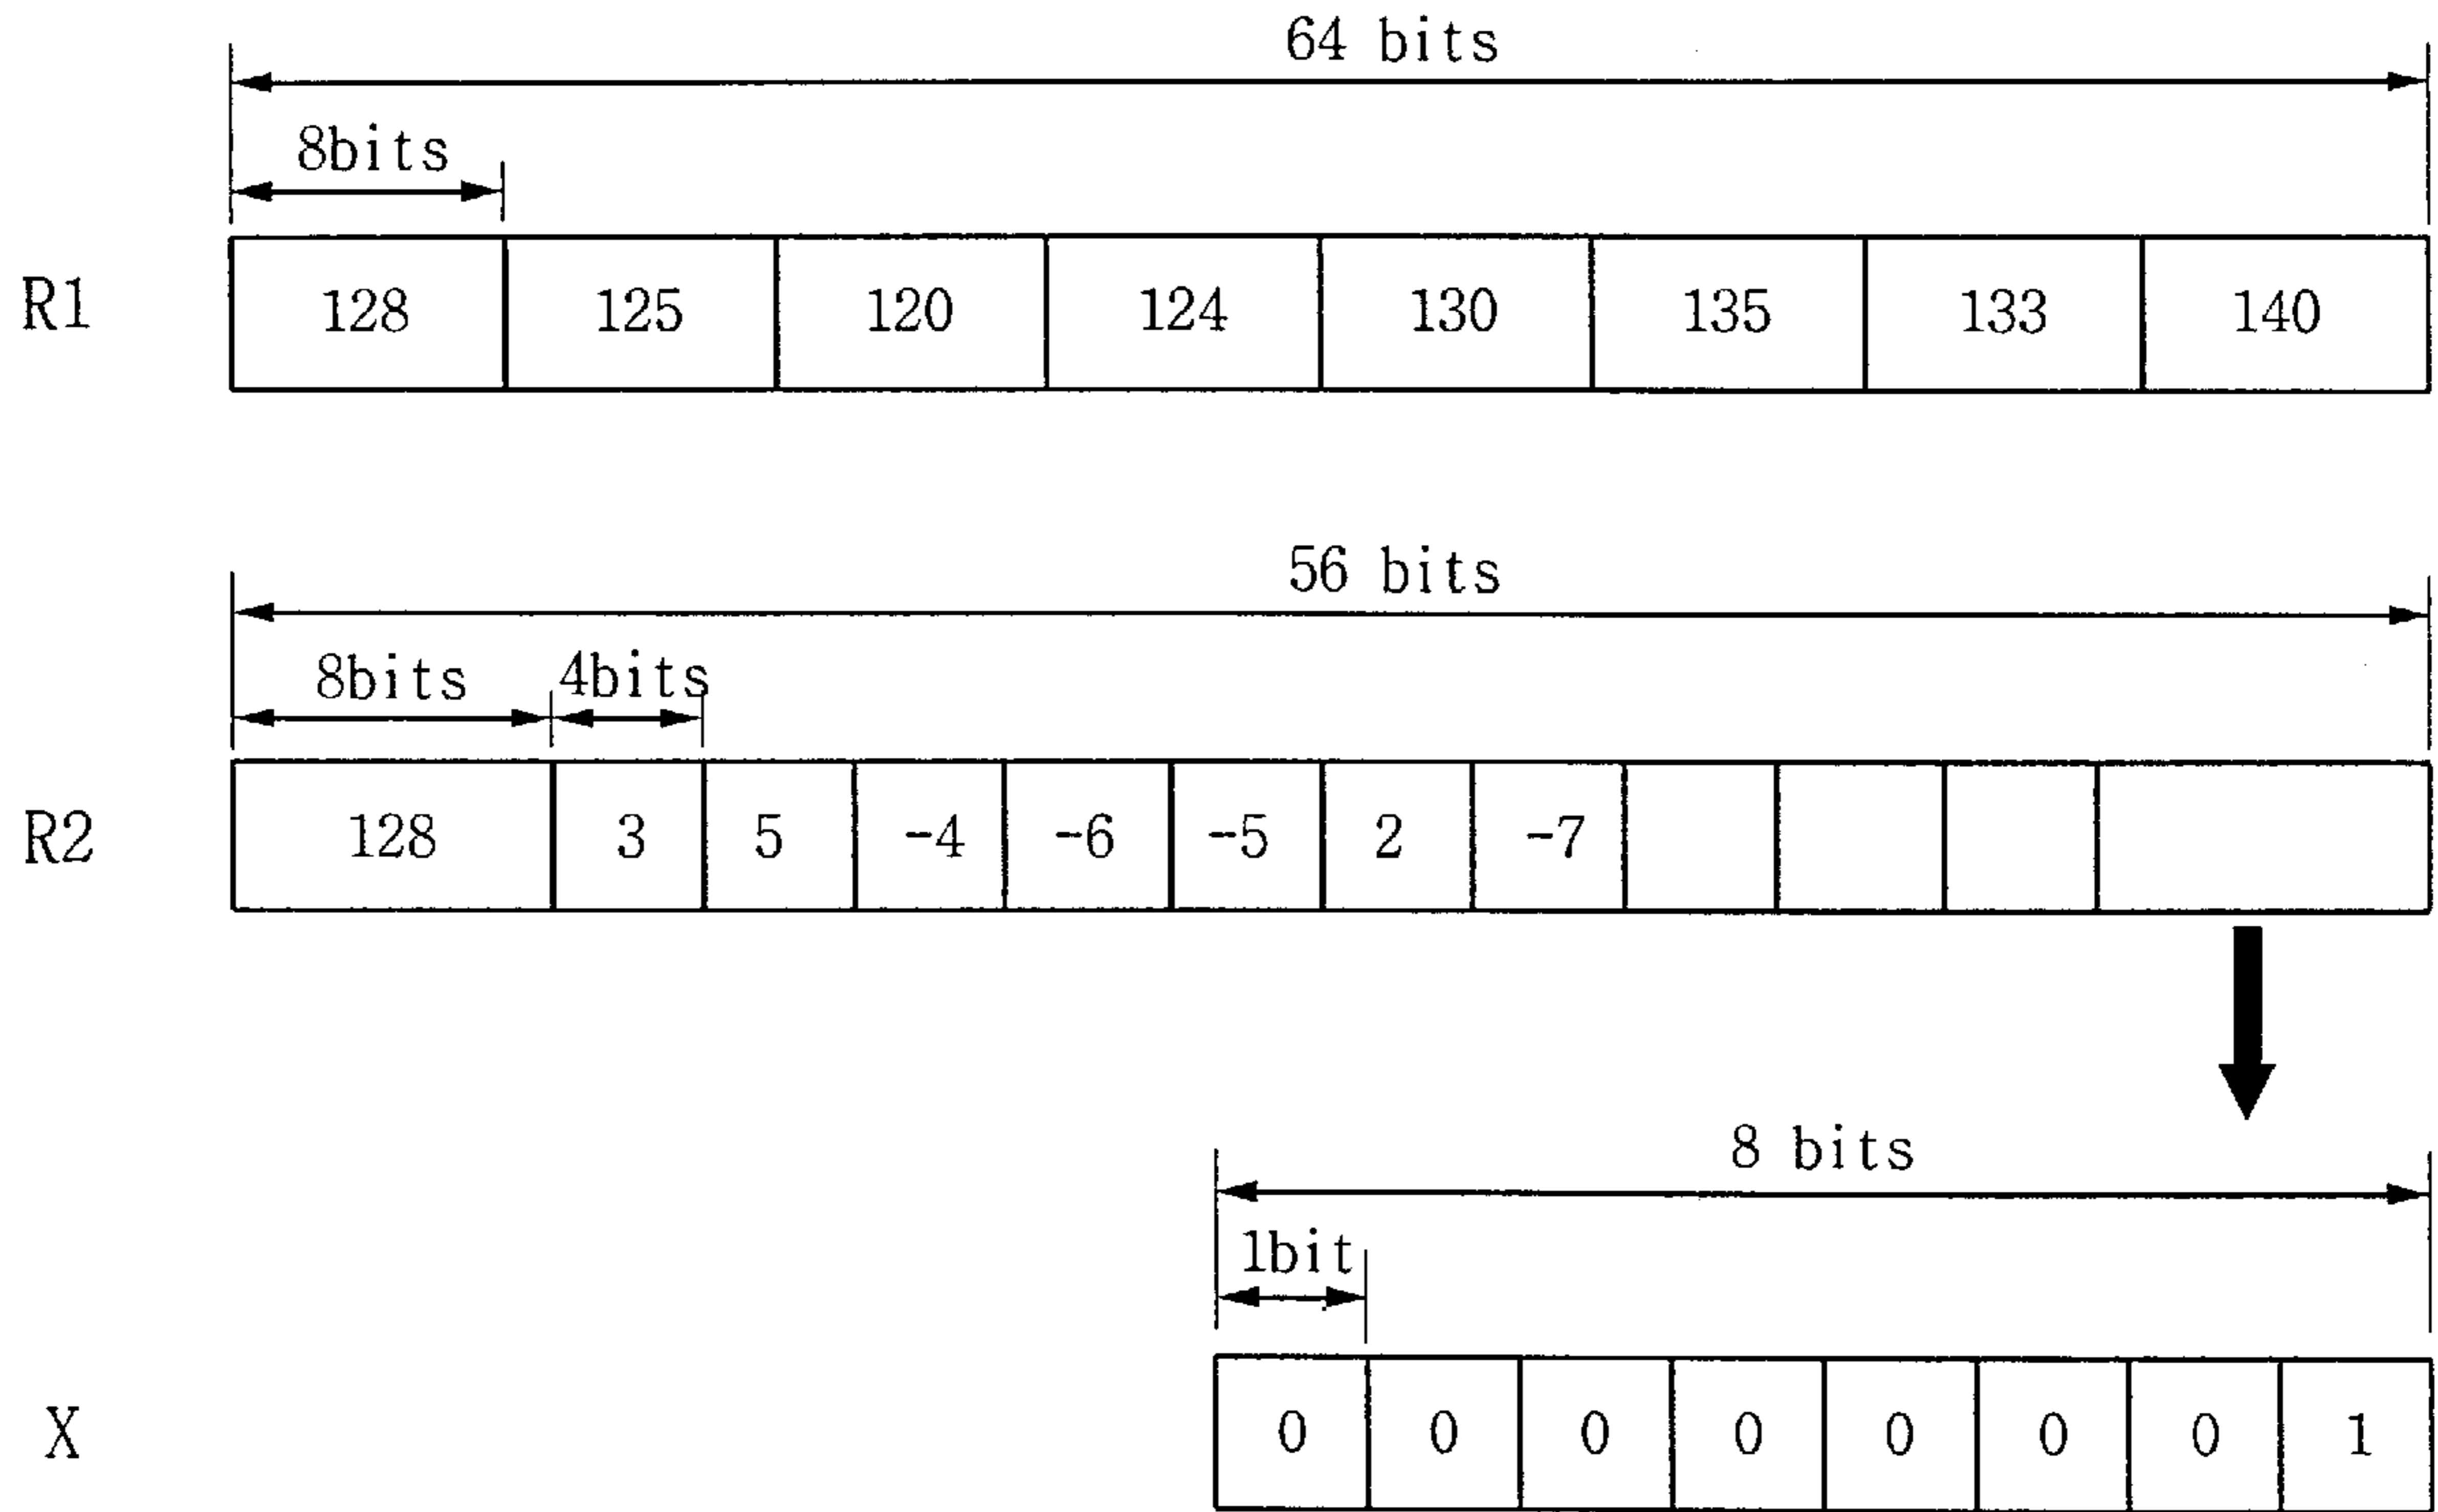 64 bits
8bits
R1 128 125 120 124 130 135 133 140
56 bits
8bits 4bits
R2 128 3 5 -4 -6 -5 2 -7
8 bits
1bit
X 0 0 0 0 0 0 0 1